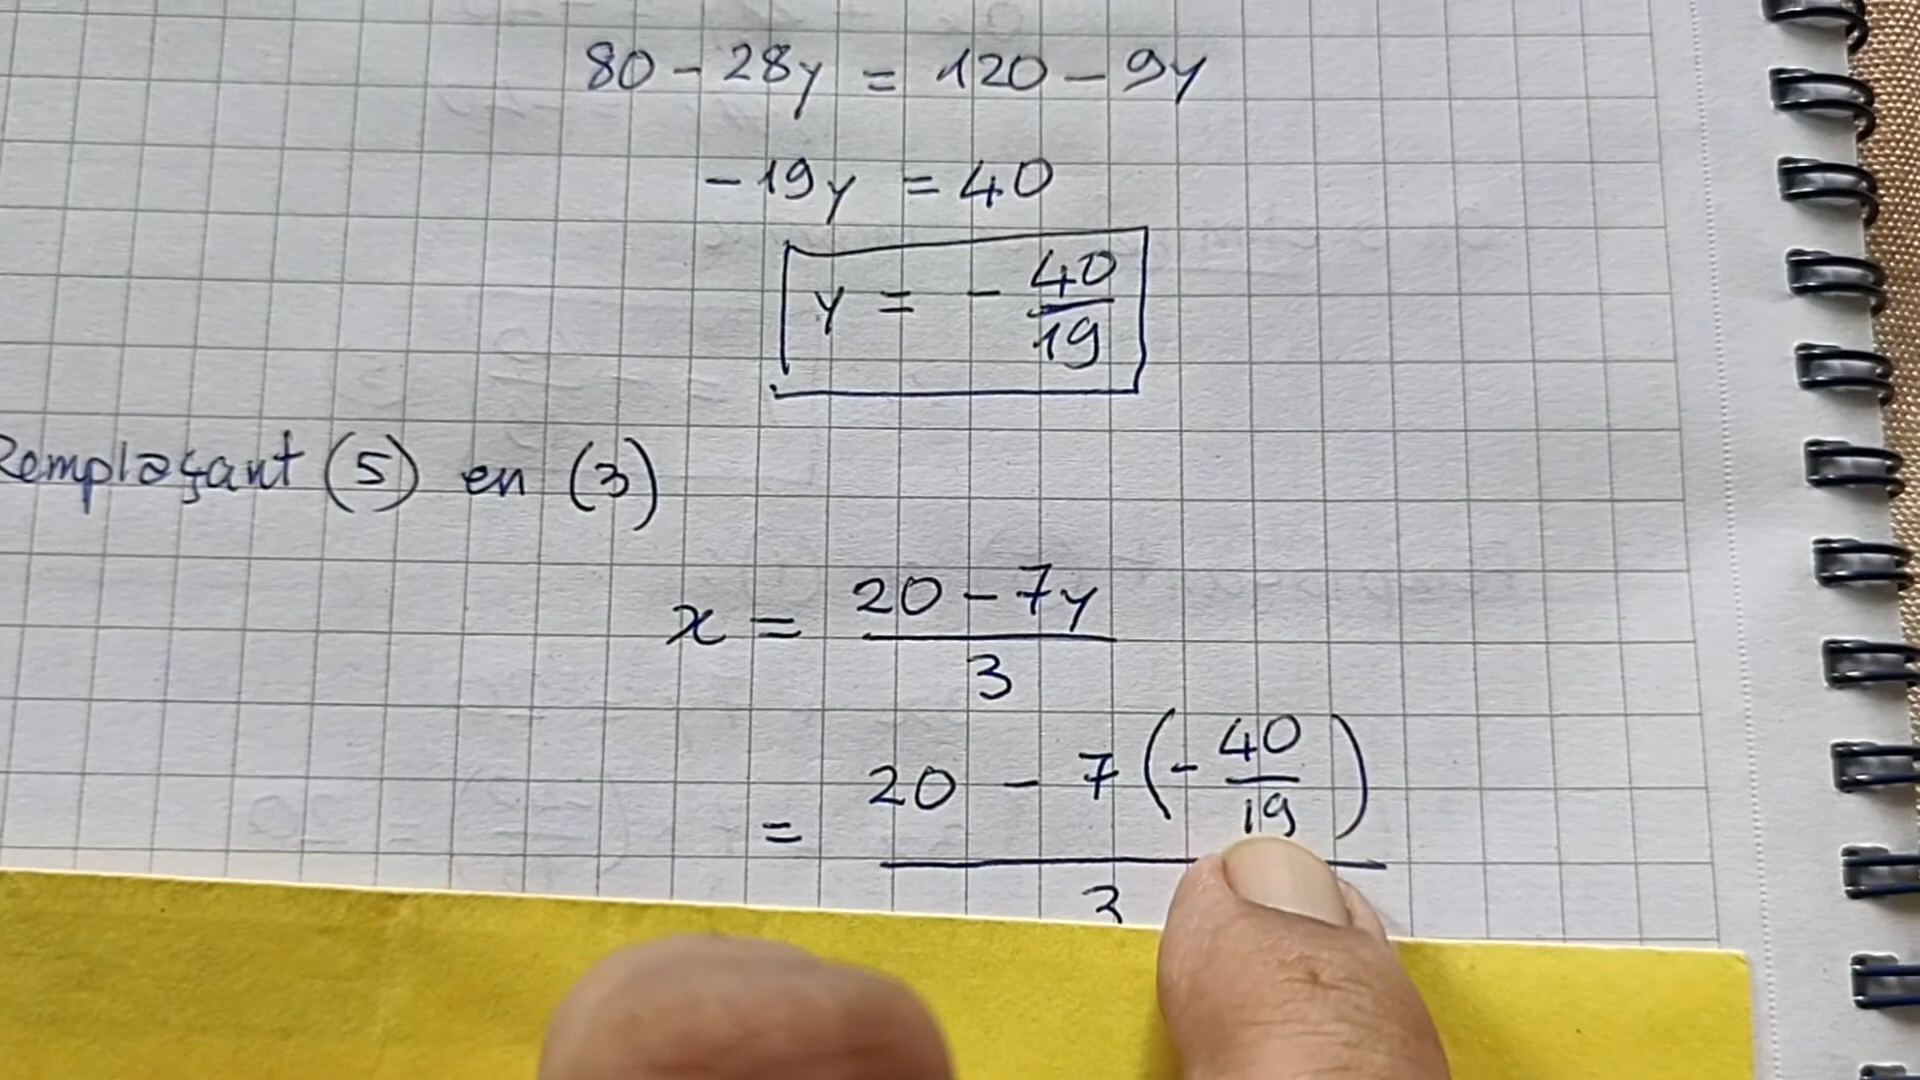 80 - 28y = 120 - 9y
-19y = 40
y = - 40/19
Remplaçant (5) en (3)
x = (20 - 7y)/3
= (20 - 7(-40/19))/3